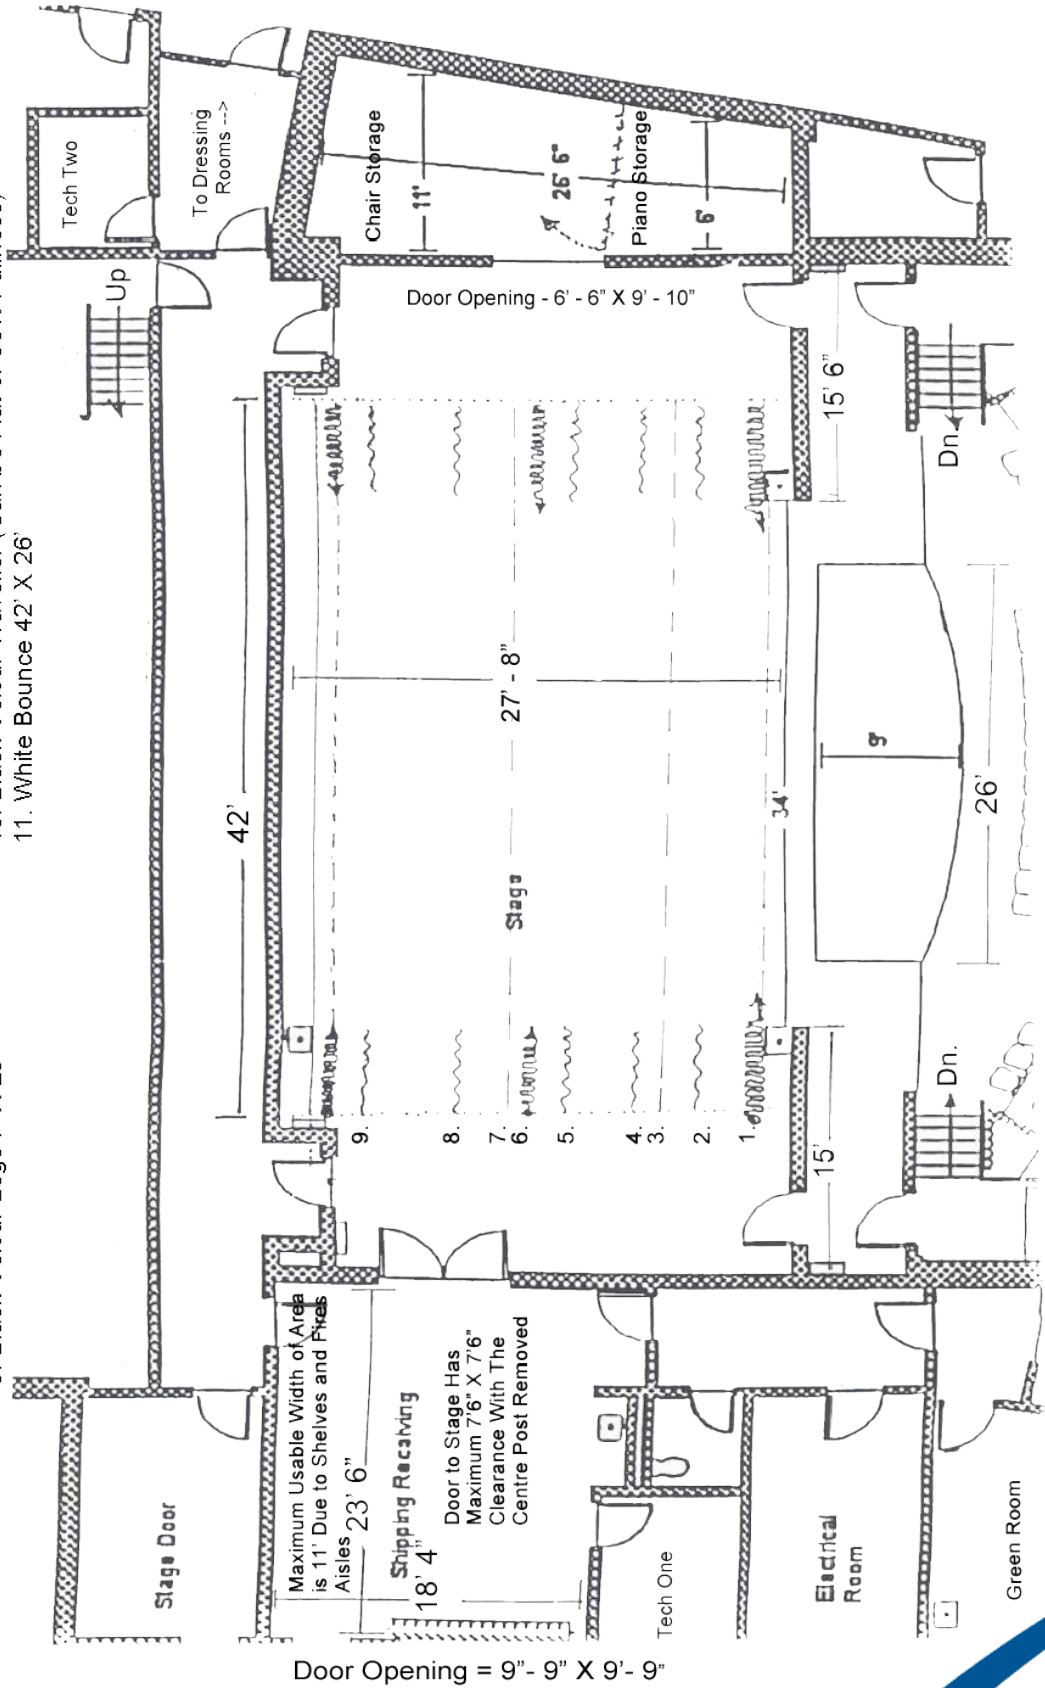 11. White Bounce 42' X 26'
Tech Two
To Dressing
Rooms -->
Up
Chair Storage
11'
26' 6"
Piano Storage
6'
Door Opening - 6' - 6" X 9' - 10"
15' 6"
Dn.
42'
27' - 8"
Stage
34'
9'
26'
9.
8.
7.
6.
5.
4.
3.
2.
1.
15'
Dn.
Stage Door
Maximum Usable Width of Area
is 11' Due to Shelves and Fires
Aisles
23' 6"
Shipping Receiving
18' 4"
Door to Stage Has
Maximum 7'6" X 7'6"
Clearance With The
Centre Post Removed
Tech One
Electrical
Room
Green Room
Door Opening = 9"- 9" X 9'- 9"